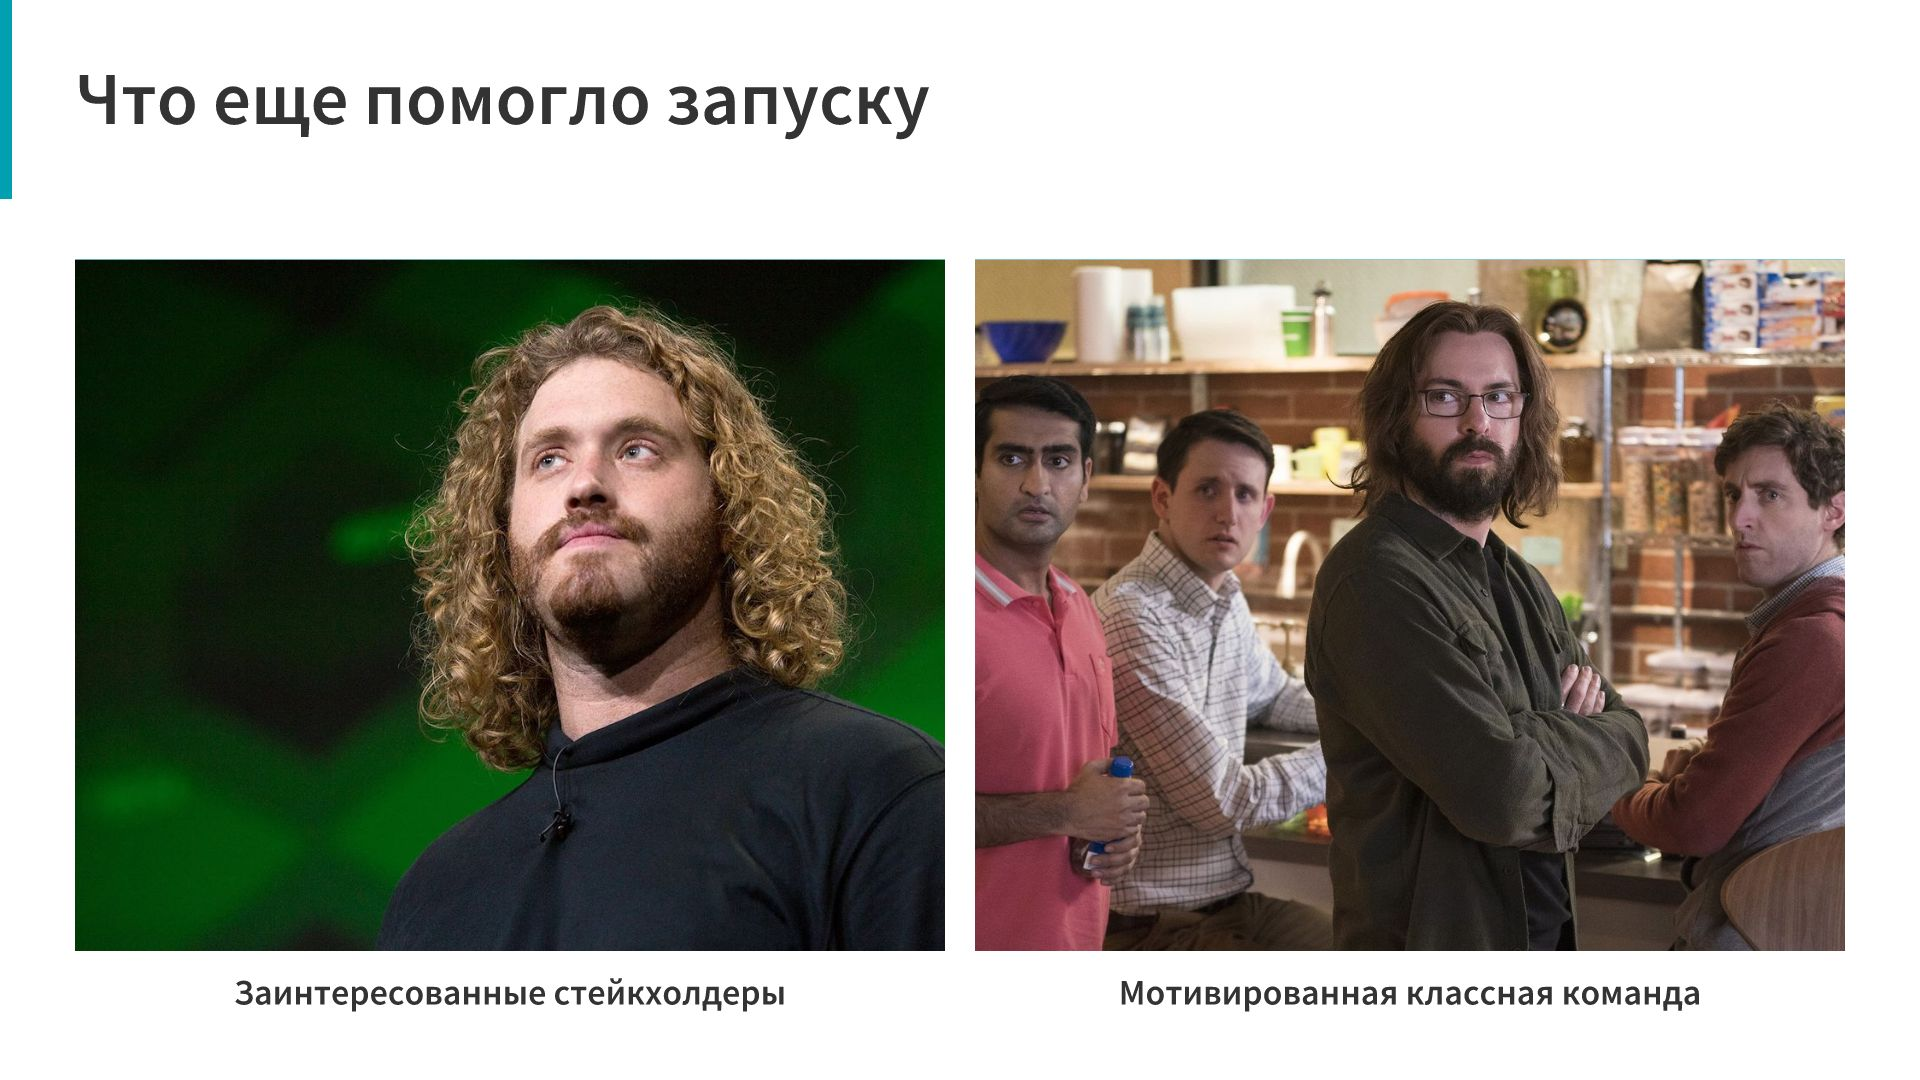 Что еще помогло запуску
Заинтересованные стейкхолдеры
Мотивированная классная команда